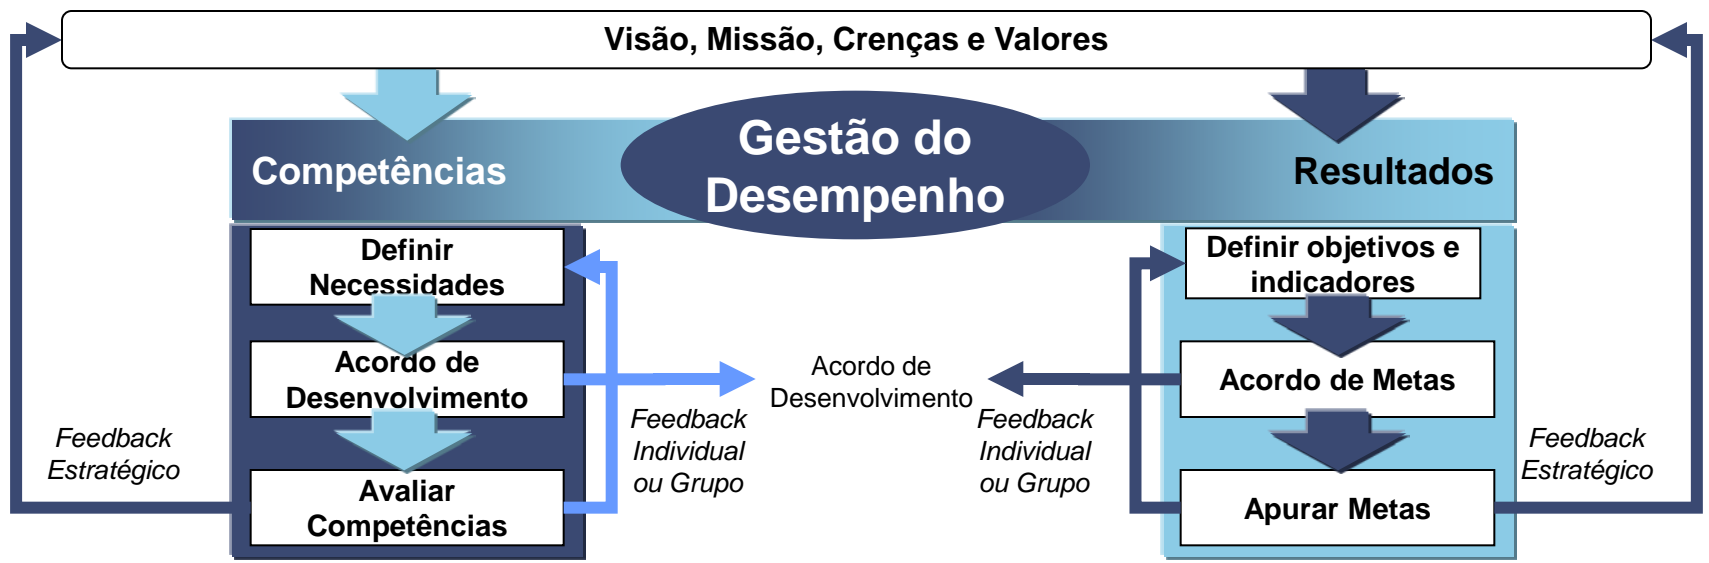 Visão, Missão, Crenças e Valores
Gestão do
Desempenho
Competências
Resultados
Definir
Necessidades
Acordo de
Desenvolvimento
Avaliar
Competências
Feedback
Estratégico
Feedback
Individual
ou Grupo
Acordo de
Desenvolvimento
Feedback
Individual
ou Grupo
Definir objetivos e
indicadores
Acordo de Metas
Apurar Metas
Feedback
Estratégico